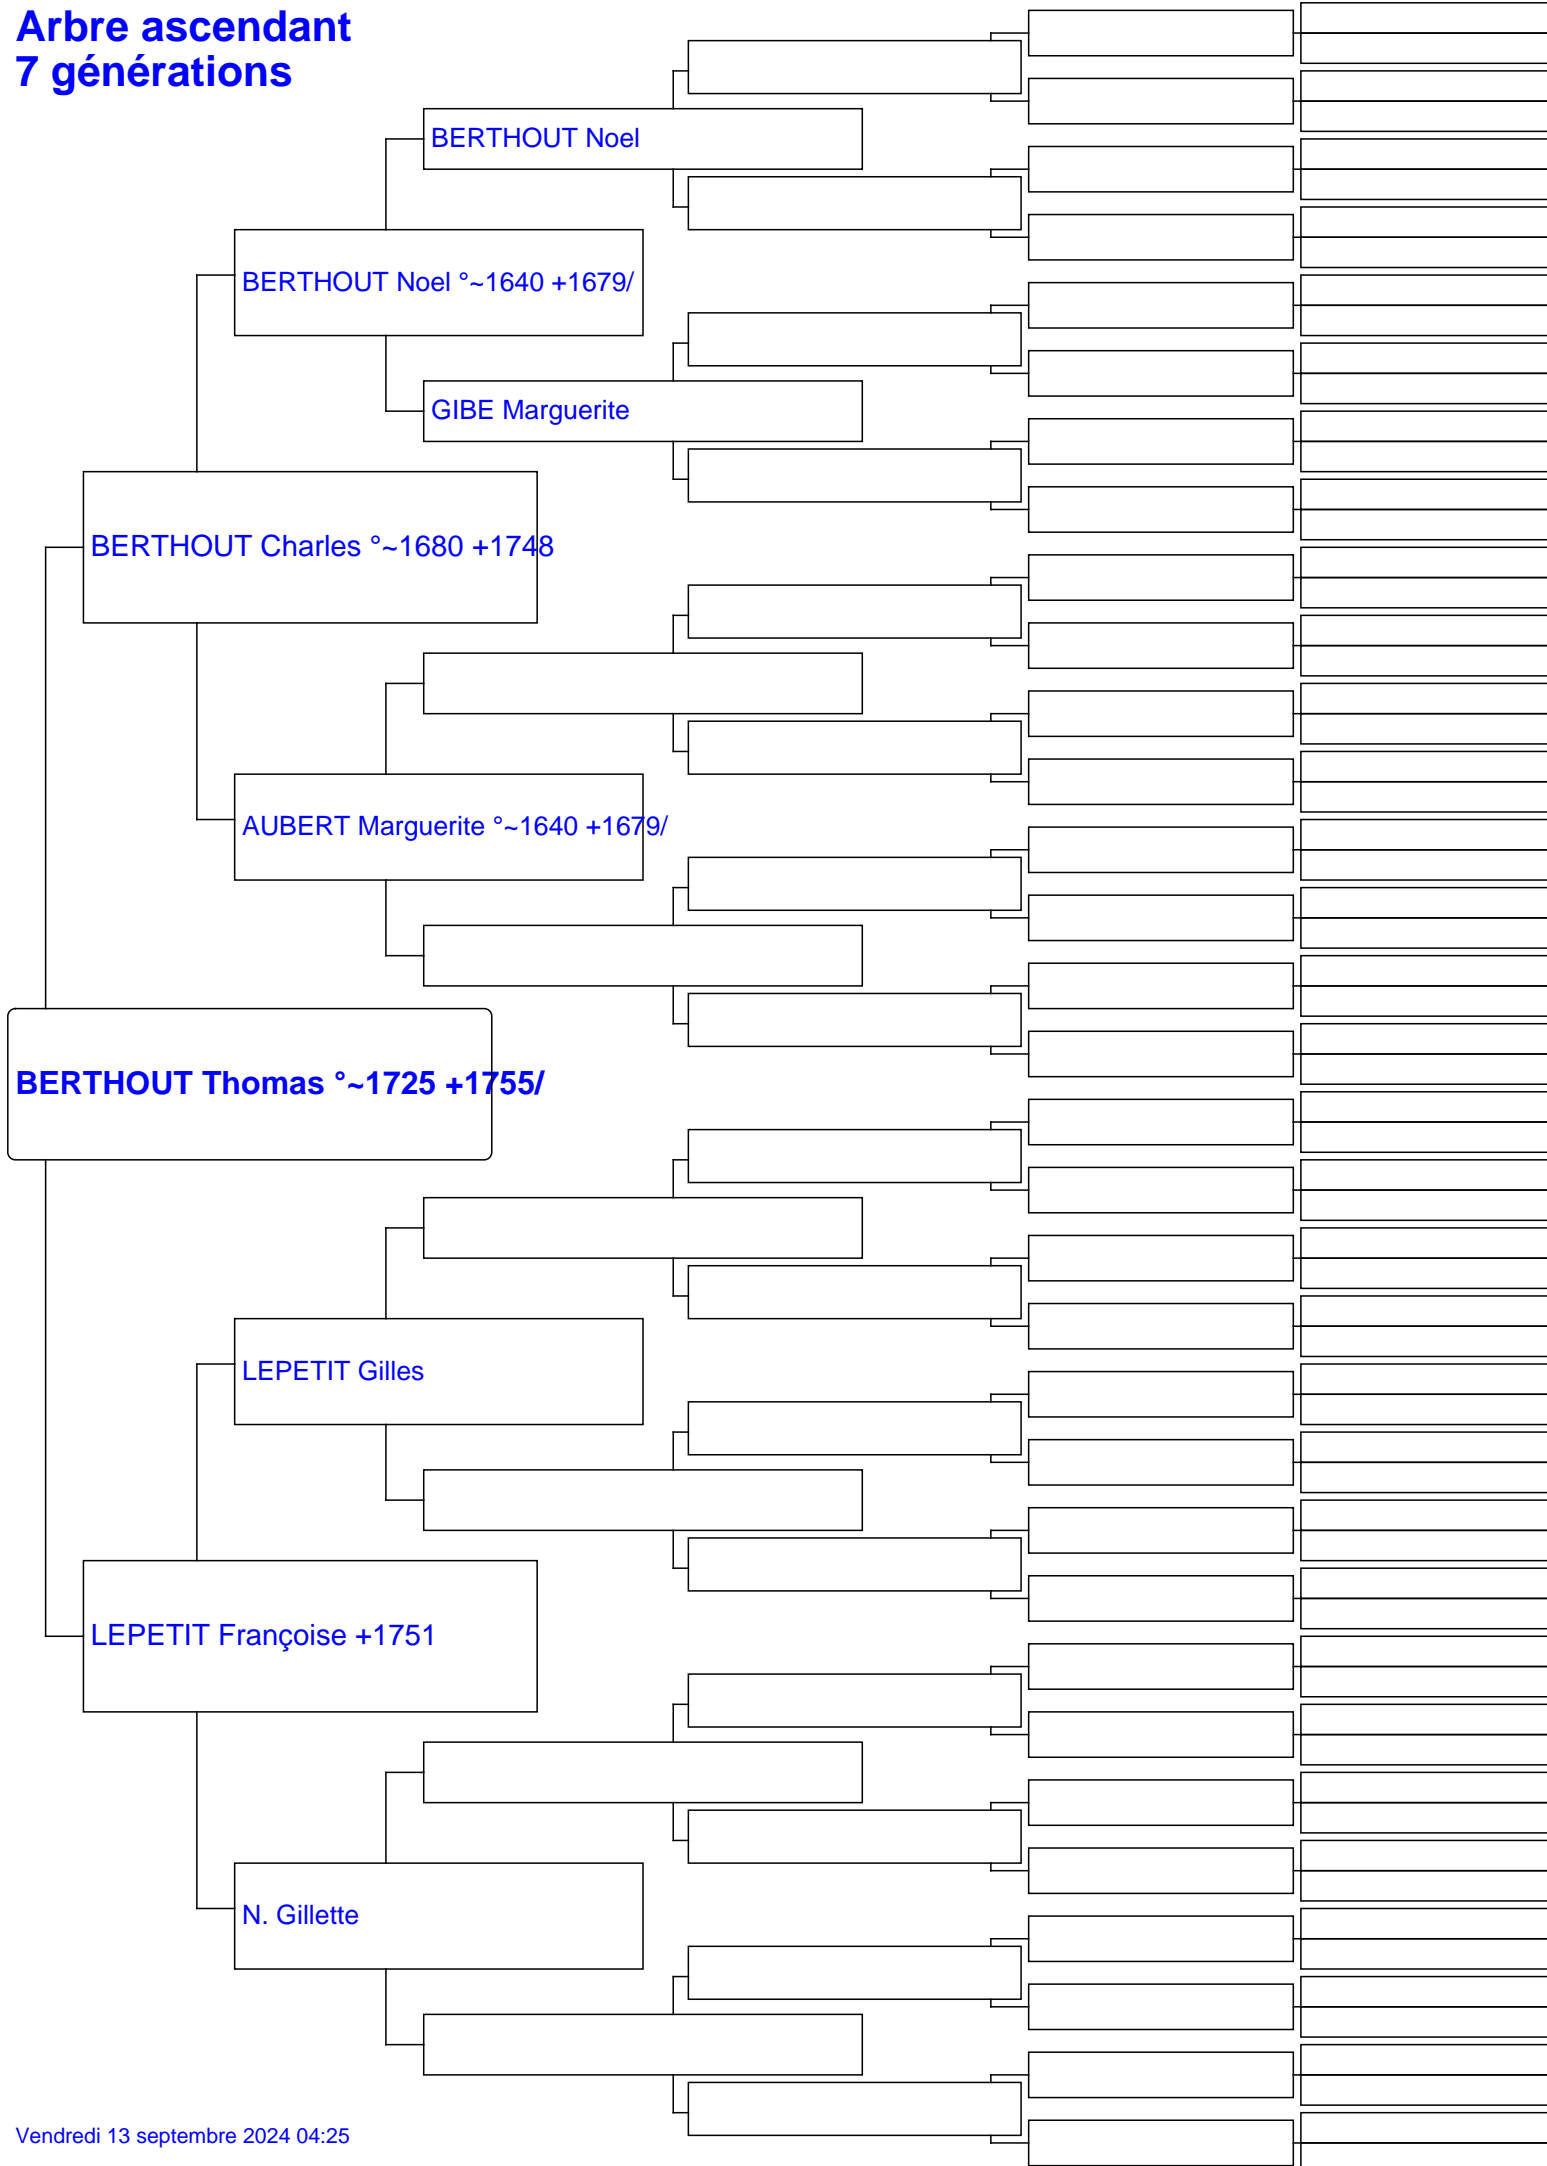 Arbre ascendant
7 générations
BERTHOUT Noel
BERTHOUT Noel °~1640 +1679/
GIBE Marguerite
BERTHOUT Charles °~1680 +1748
AUBERT Marguerite °~1640 +1679/
BERTHOUT Thomas °~1725 +1755/
LEPETIT Gilles
LEPETIT Françoise +1751
N. Gillette
Vendredi 13 septembre 2024 04:25